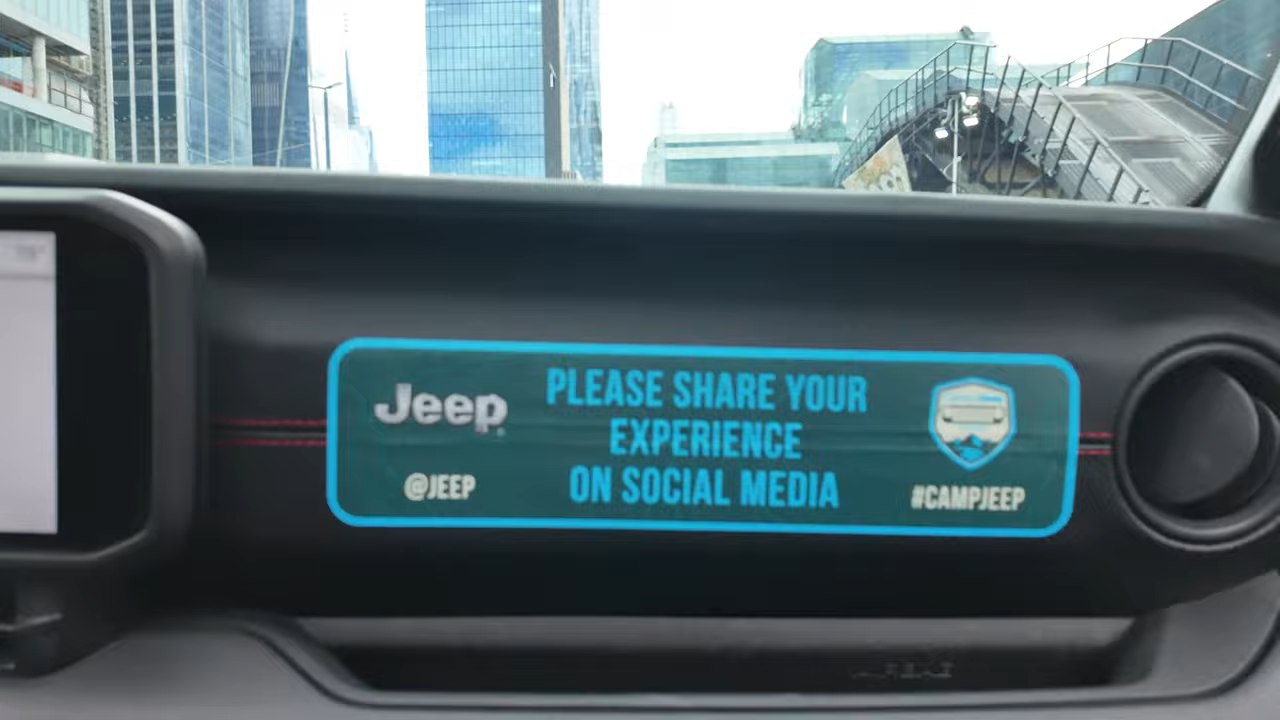 Jeep
@JEEP
PLEASE SHARE YOUR
EXPERIENCE
ON SOCIAL MEDIA
#CAMPJEEP